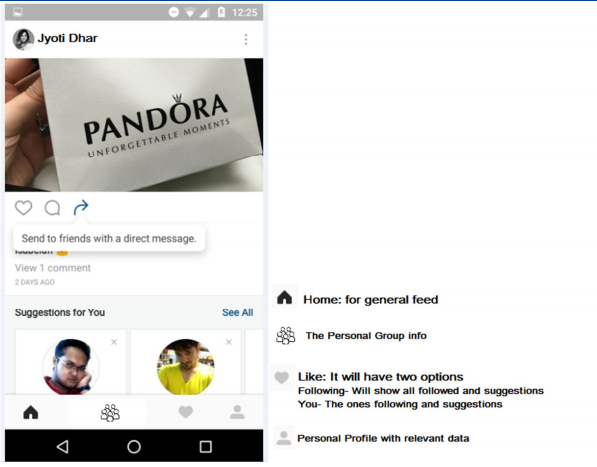 12:25
Jyoti Dhar
PANDORA
UNFORGETTABLE MOMENTS
Send to friends with a direct message.
View 1 comment
2 DAYS AGO
Suggestions for You
See All
Home: for general feed
The Personal Group info
Like: It will have two options
Following- Will show all followed and suggestions
You- The ones following and suggestions
Personal Profile with relevant data